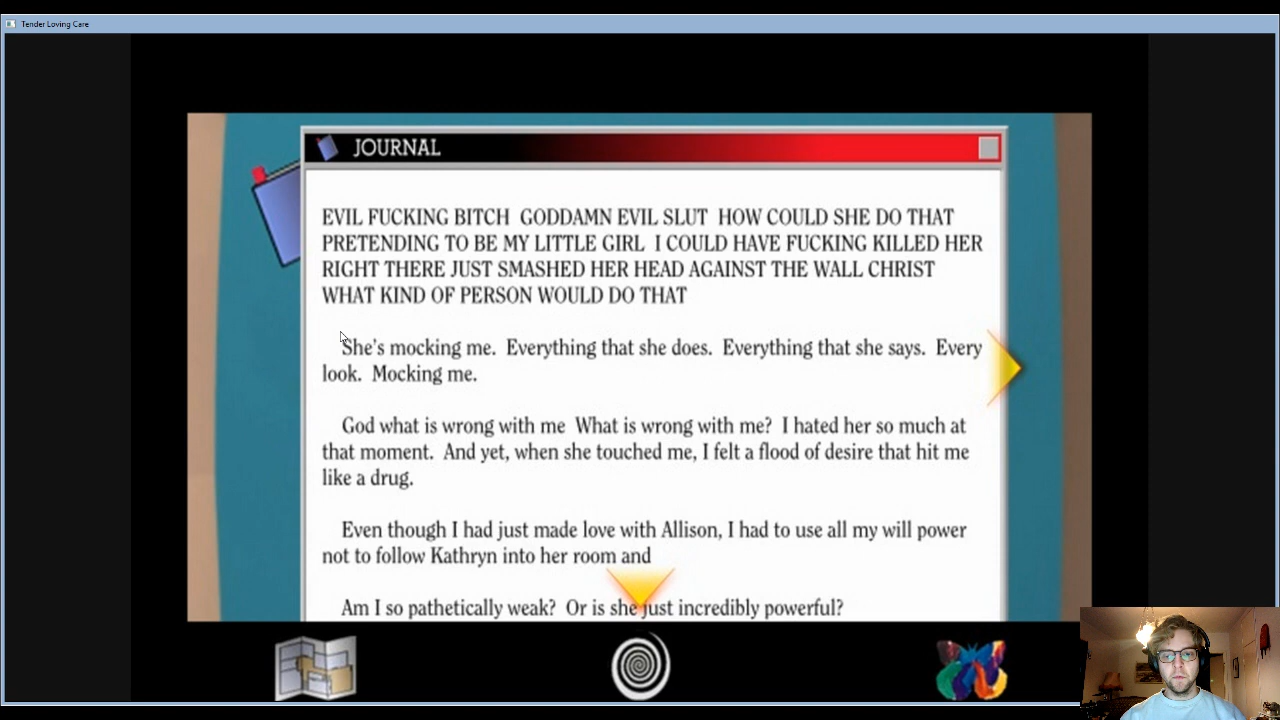 Tender Loving Care
JOURNAL
EVIL FUCKING BITCH  GODDAMN EVIL SLUT  HOW COULD SHE DO THAT
PRETENDING TO BE MY LITTLE GIRL  I COULD HAVE FUCKING KILLED HER
RIGHT THERE JUST SMASHED HER HEAD AGAINST THE WALL CHRIST
WHAT KIND OF PERSON WOULD DO THAT
She's mocking me.  Everything that she does.  Everything that she says.  Every
look.  Mocking me.
God what is wrong with me  What is wrong with me?  I hated her so much at
that moment.  And yet, when she touched me, I felt a flood of desire that hit me
like a drug.
Even though I had just made love with Allison, I had to use all my will power
not to follow Kathryn into her room and
Am I so pathetically weak?  Or is she just incredibly powerful?